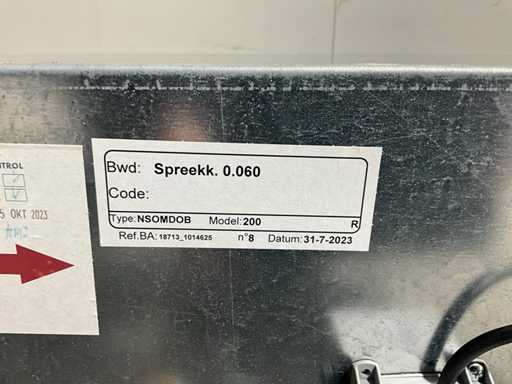 Bwd: Spreekk. 0.060
Code:
Type: NSOMDOB Model: 200 R
Ref.BA: 18713_1014625 n°8 Datum: 31-7-2023
NTROL
5 OKT 2023